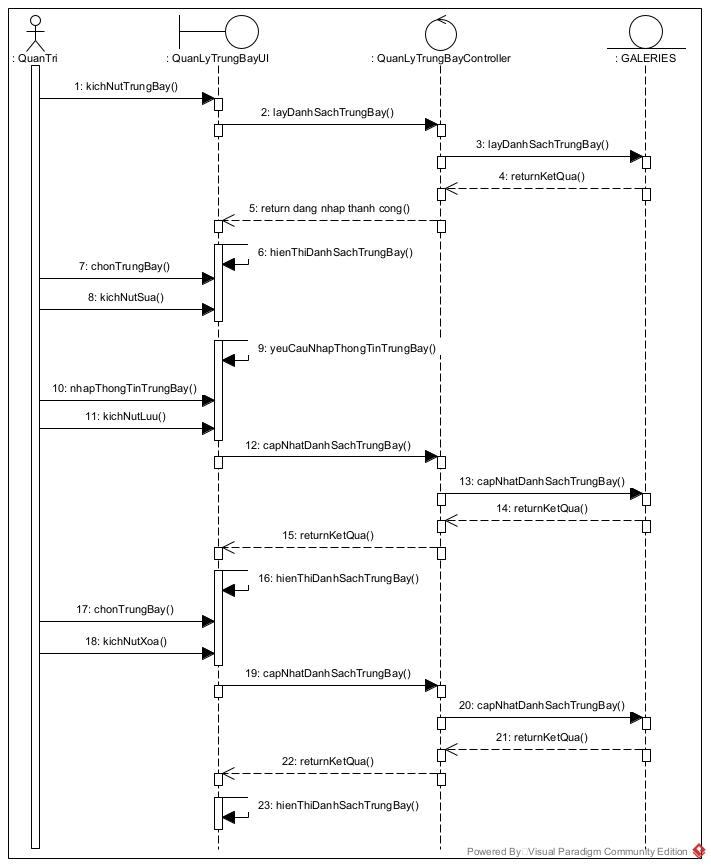 : QuanTri
: QuanLyTrungBayUI
: QuanLyTrungBayController
: GALERIES
1: kichNutTrungBay()
2: layDanhSachTrungBay()
3: layDanhSachTrungBay()
4: returnKetQua()
5: return dang nhap thanh cong()
6: hienThiDanhSachTrungBay()
7: chonTrungBay()
8: kichNutSua()
9: yeuCauNhapThongTinTrungBay()
10: nhapThongTinTrungBay()
11: kichNutLuu()
12: capNhatDanhSachTrungBay()
13: capNhatDanhSachTrungBay()
14: returnKetQua()
15: returnKetQua()
16: hienThiDanhSachTrungBay()
17: chonTrungBay()
18: kichNutXoa()
19: capNhatDanhSachTrungBay()
20: capNhatDanhSachTrungBay()
21: returnKetQua()
22: returnKetQua()
23: hienThiDanhSachTrungBay()
Powered By Visual Paradigm Community Edition